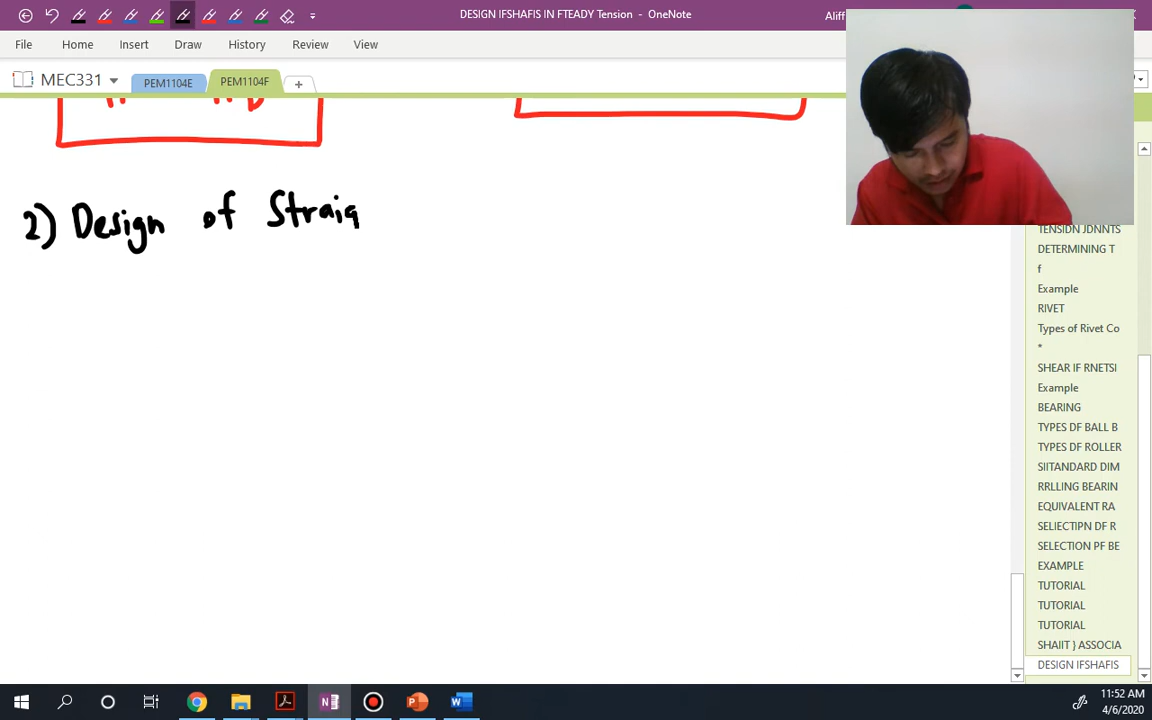 DESIGN IFSHAFIS IN FTEADY Tension - OneNote
Aliff
File Home Insert Draw History Review View
MEC331 PEM1104E PEM1104F +
2) Design of Straig
TENSIDN JDNNTS
DETERMINING T
f
Example
RIVET
Types of Rivet Co
*
SHEAR IF RNETSI
Example
BEARING
TYPES DF BALL B
TYPES DF ROLLER
SIITANDARD DIM
RRLLING BEARIN
EQUIVALENT RA
SELIECTIPN DF R
SELECTION PF BE
EXAMPLE
TUTORIAL
TUTORIAL
TUTORIAL
SHAIIT } ASSOCIA
DESIGN IFSHAFIS
11:52 AM
4/6/2020